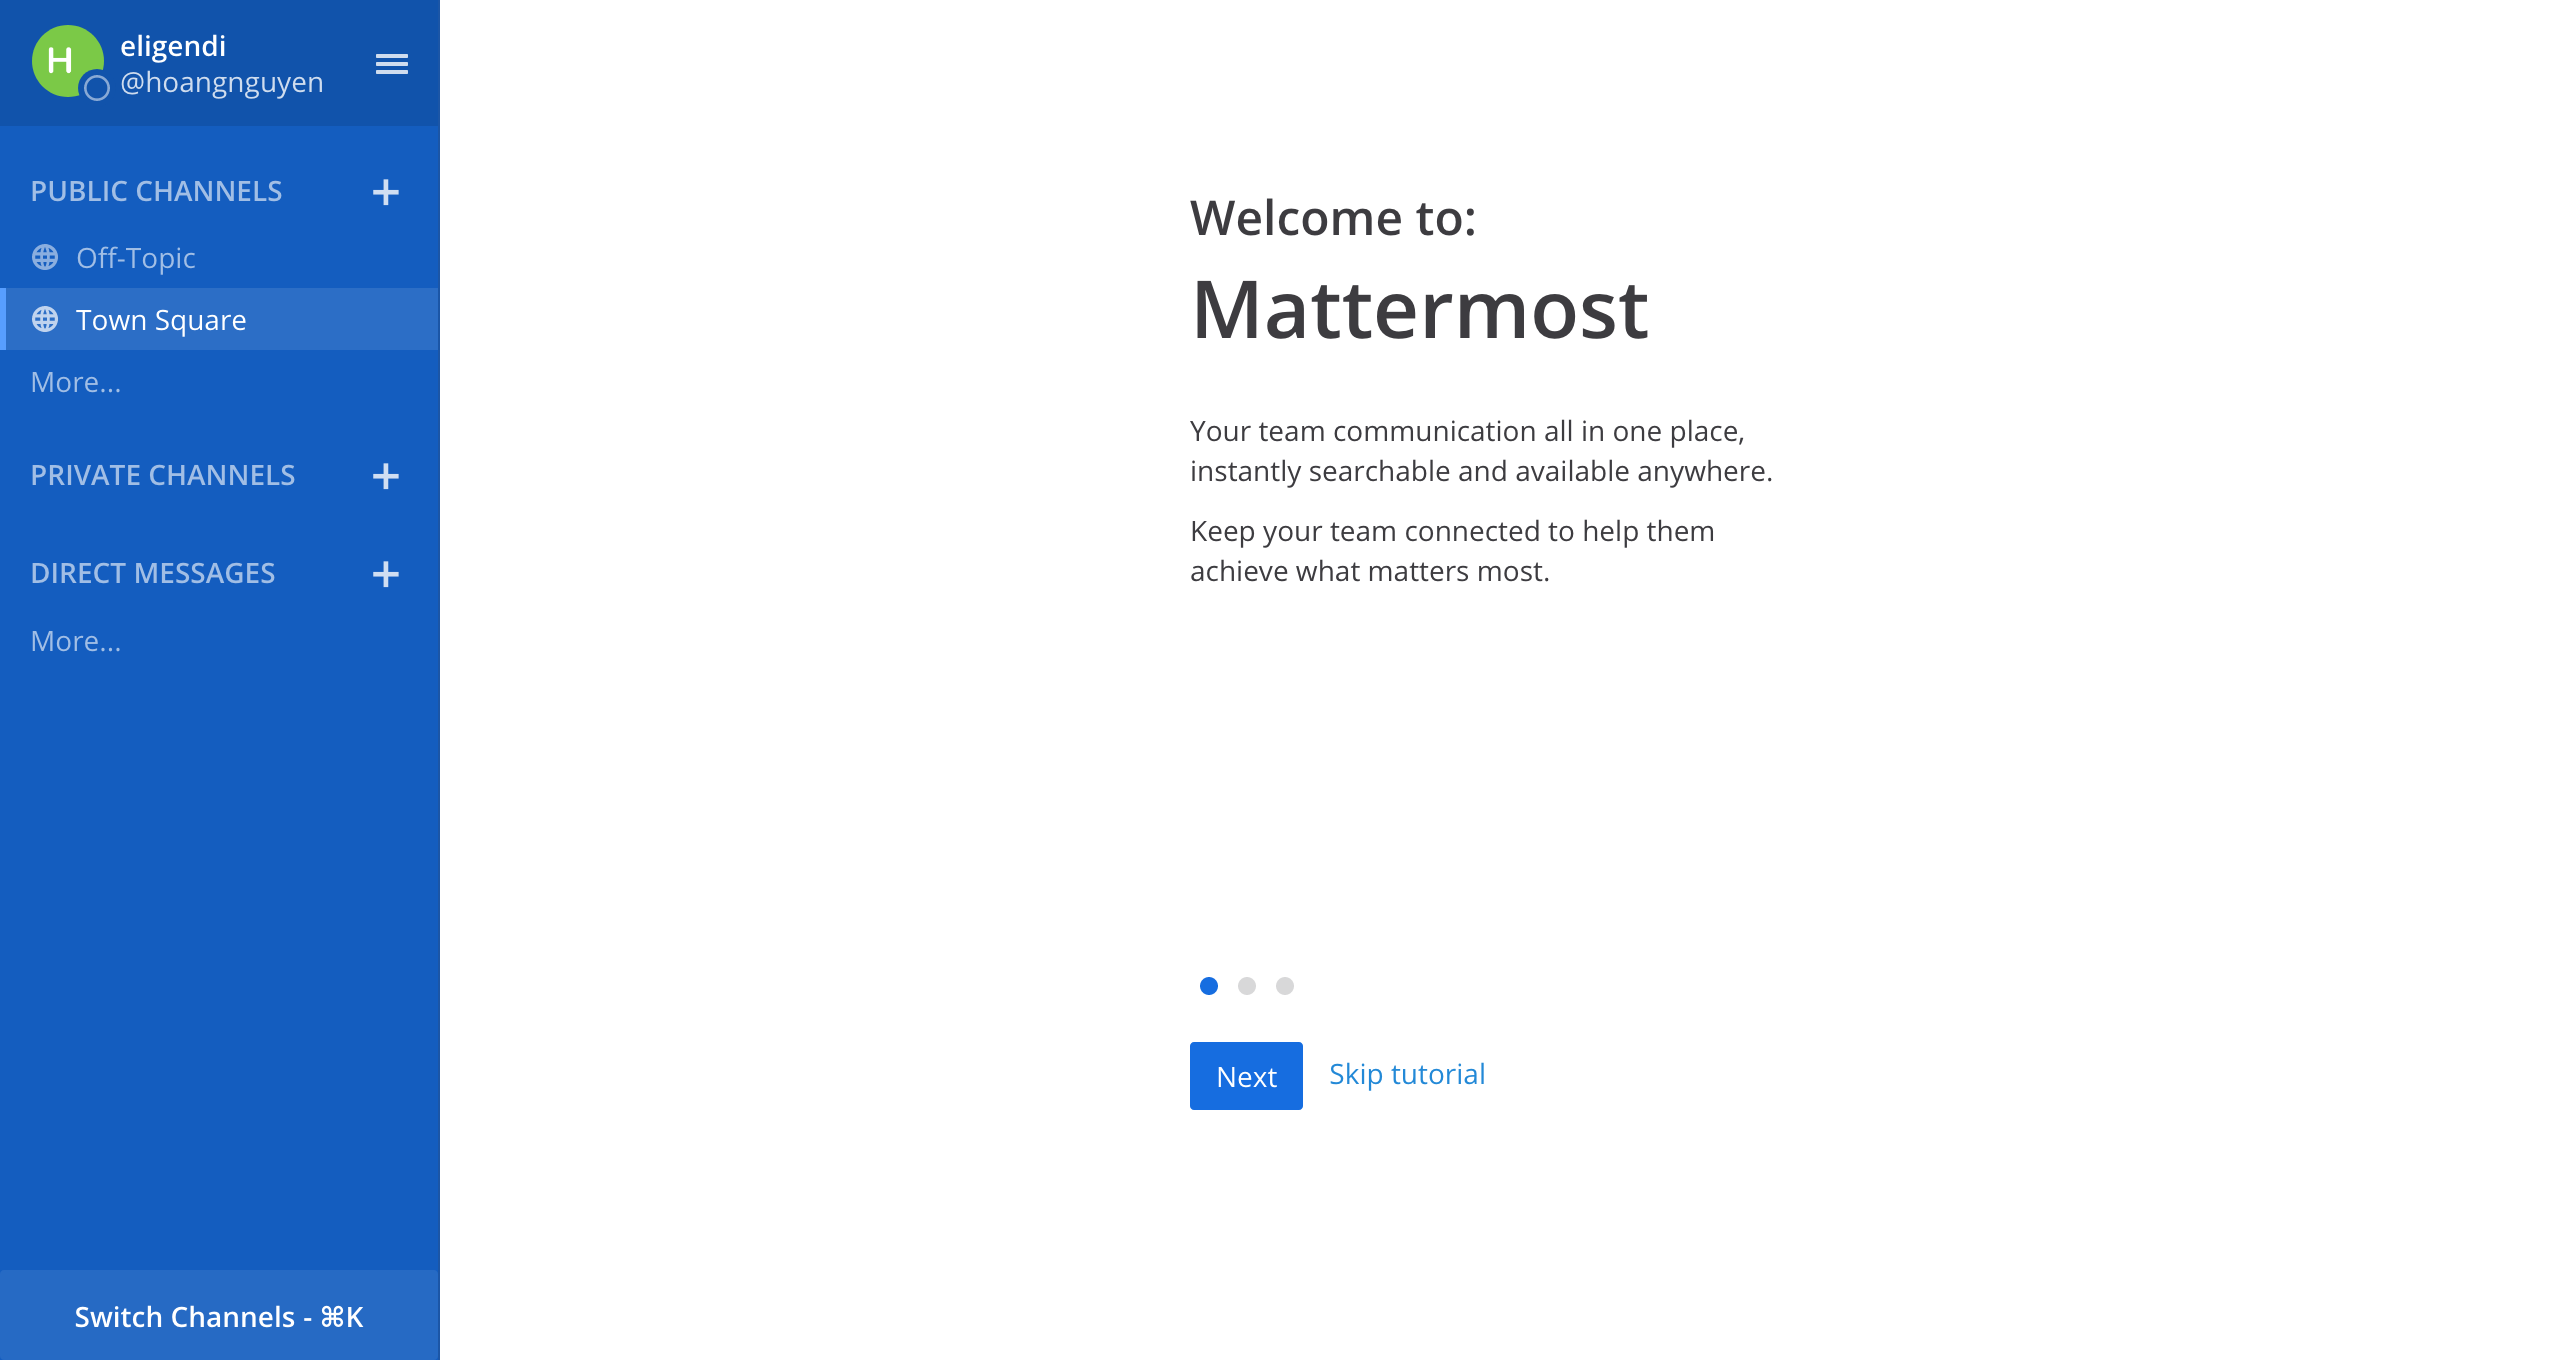 H
eligendi
@hoangnguyen
PUBLIC CHANNELS
Off-Topic
Town Square
More...
PRIVATE CHANNELS
DIRECT MESSAGES
More...
Switch Channels - ⌘K
Welcome to:
Mattermost
Your team communication all in one place,
instantly searchable and available anywhere.
Keep your team connected to help them
achieve what matters most.
Next
Skip tutorial